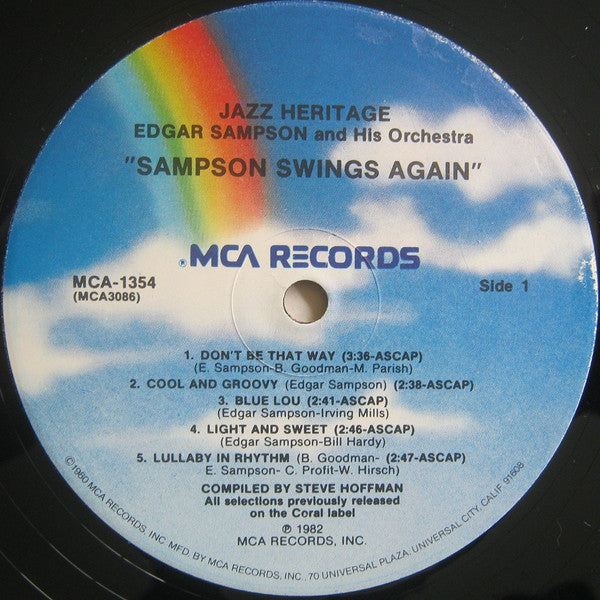 JAZZ HERITAGE
EDGAR SAMPSON and His Orchestra
"SAMPSON SWINGS AGAIN"
® MCA RECORDS
MCA-1354
(MCA3086)
Side 1
1. DON'T BE THAT WAY (3:36-ASCAP)
(E. Sampson-B. Goodman-M. Parish)
2. COOL AND GROOVY (Edgar Sampson) (2:38-ASCAP)
3. BLUE LOU (2:41-ASCAP)
(Edgar Sampson-Irving Mills)
4. LIGHT AND SWEET (2:46-ASCAP)
(Edgar Sampson-Bill Hardy)
5. LULLABY IN RHYTHM (B. Goodman- (2:47-ASCAP)
E. Sampson- C. Profit-W. Hirsch)
COMPILED BY STEVE HOFFMAN
All selections previously released
on the Coral label
℗ 1982
MCA RECORDS, INC.
©1980 MCA RECORDS, INC MFD. BY MCA RECORDS, INC., 70 UNIVERSAL PLAZA, UNIVERSAL CITY, CALIF. 91608